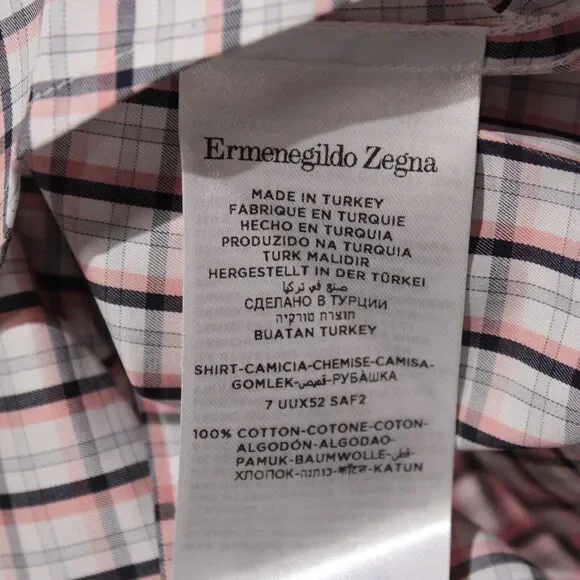 Ermenegildo Zegna
MADE IN TURKEY
FABRIQUE EN TURQUIE
HECHO EN TURQUIA
PRODUZIDO NA TURQUIA
TURK MALIDIR
HERGESTELLT IN DER TÜRKEI
صنع في تركيا
СДЕЛАНО В ТУРЦИИ
תוצרת טורקיה
BUATAN TURKEY
SHIRT-CAMICIA-CHEMISE-CAMISA-
GOMLEK-قميص-РУБАШКА
7 UUX52 SAF2
100% COTTON-COTONE-COTON-
ALGODÓN-ALGODAO-
PAMUK-BAUMWOLLE-قطن-
ХЛОПОК-כותנה-कॉटन-KATUN